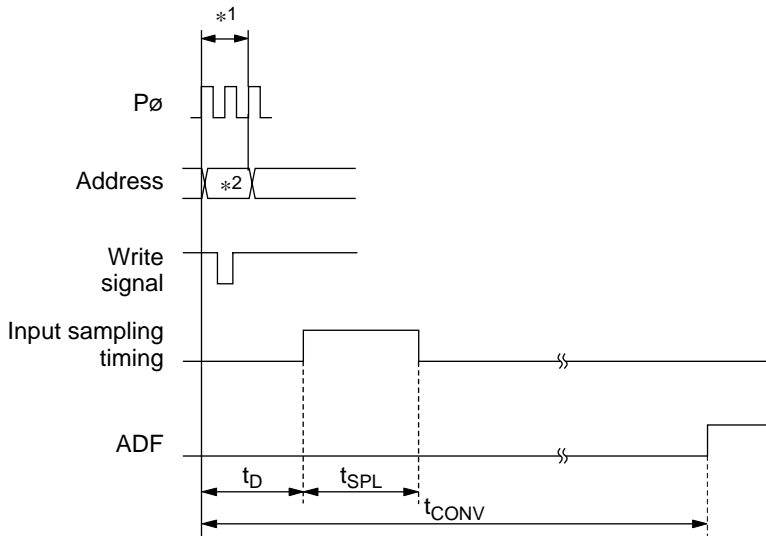 *1
Pø
Address
*2
Write
signal
Input sampling
timing
ADF
tD
tSPL
tCONV